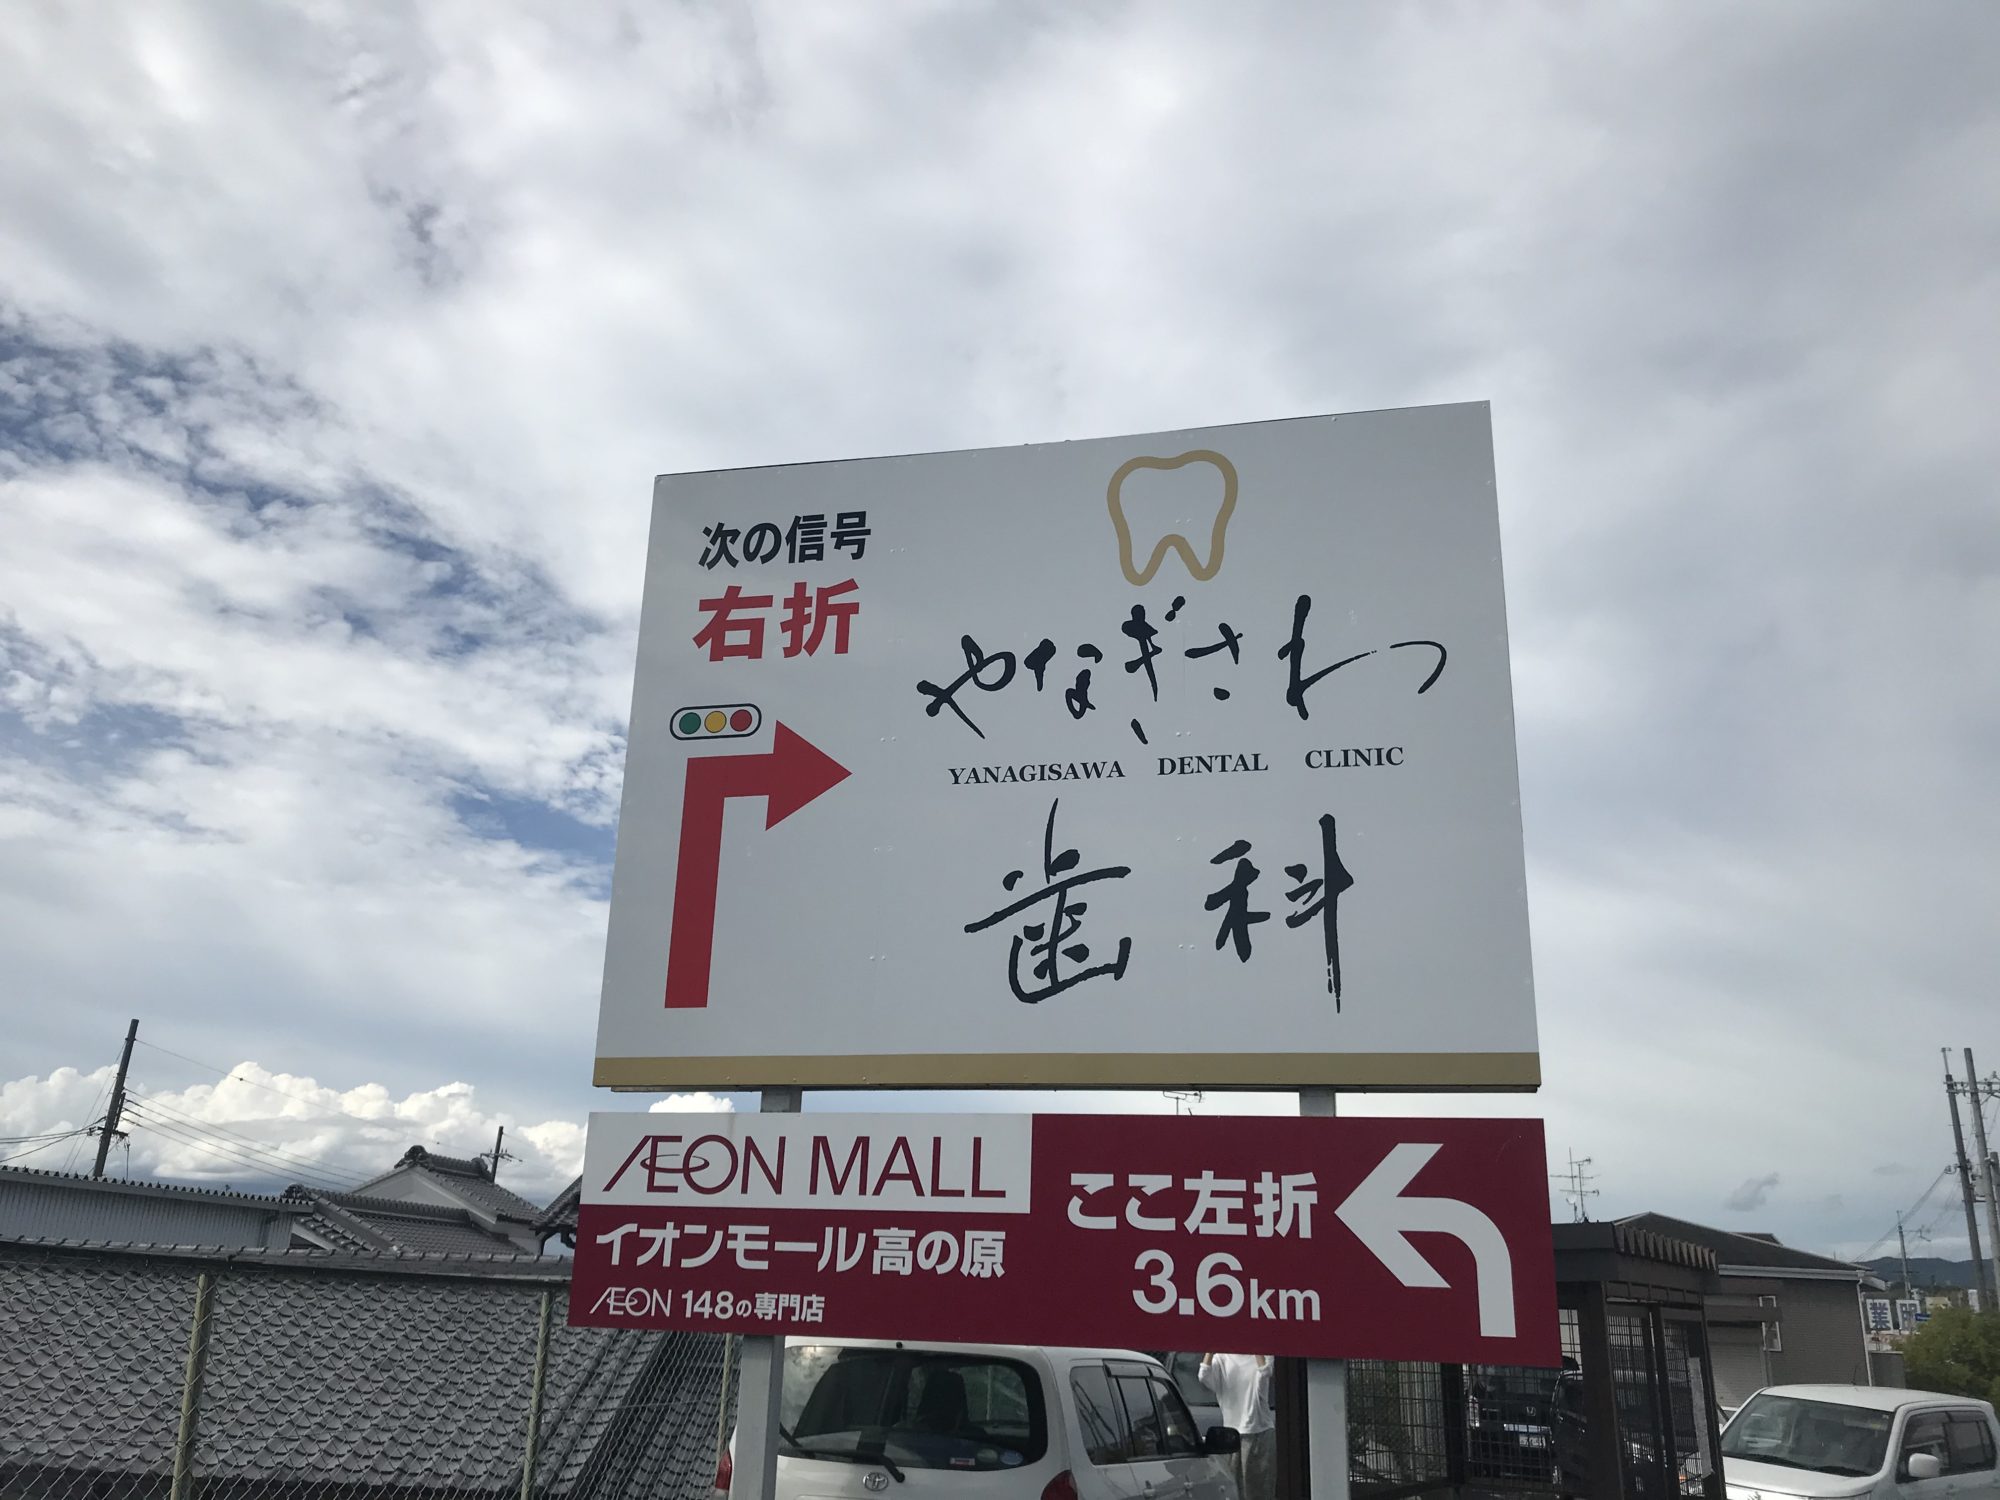 次の信号
右折
やなぎさわ
YANAGISAWA DENTAL CLINIC
歯科
ÆON MALL
イオンモール高の原
ÆON 148の専門店
ここ左折
3.6km